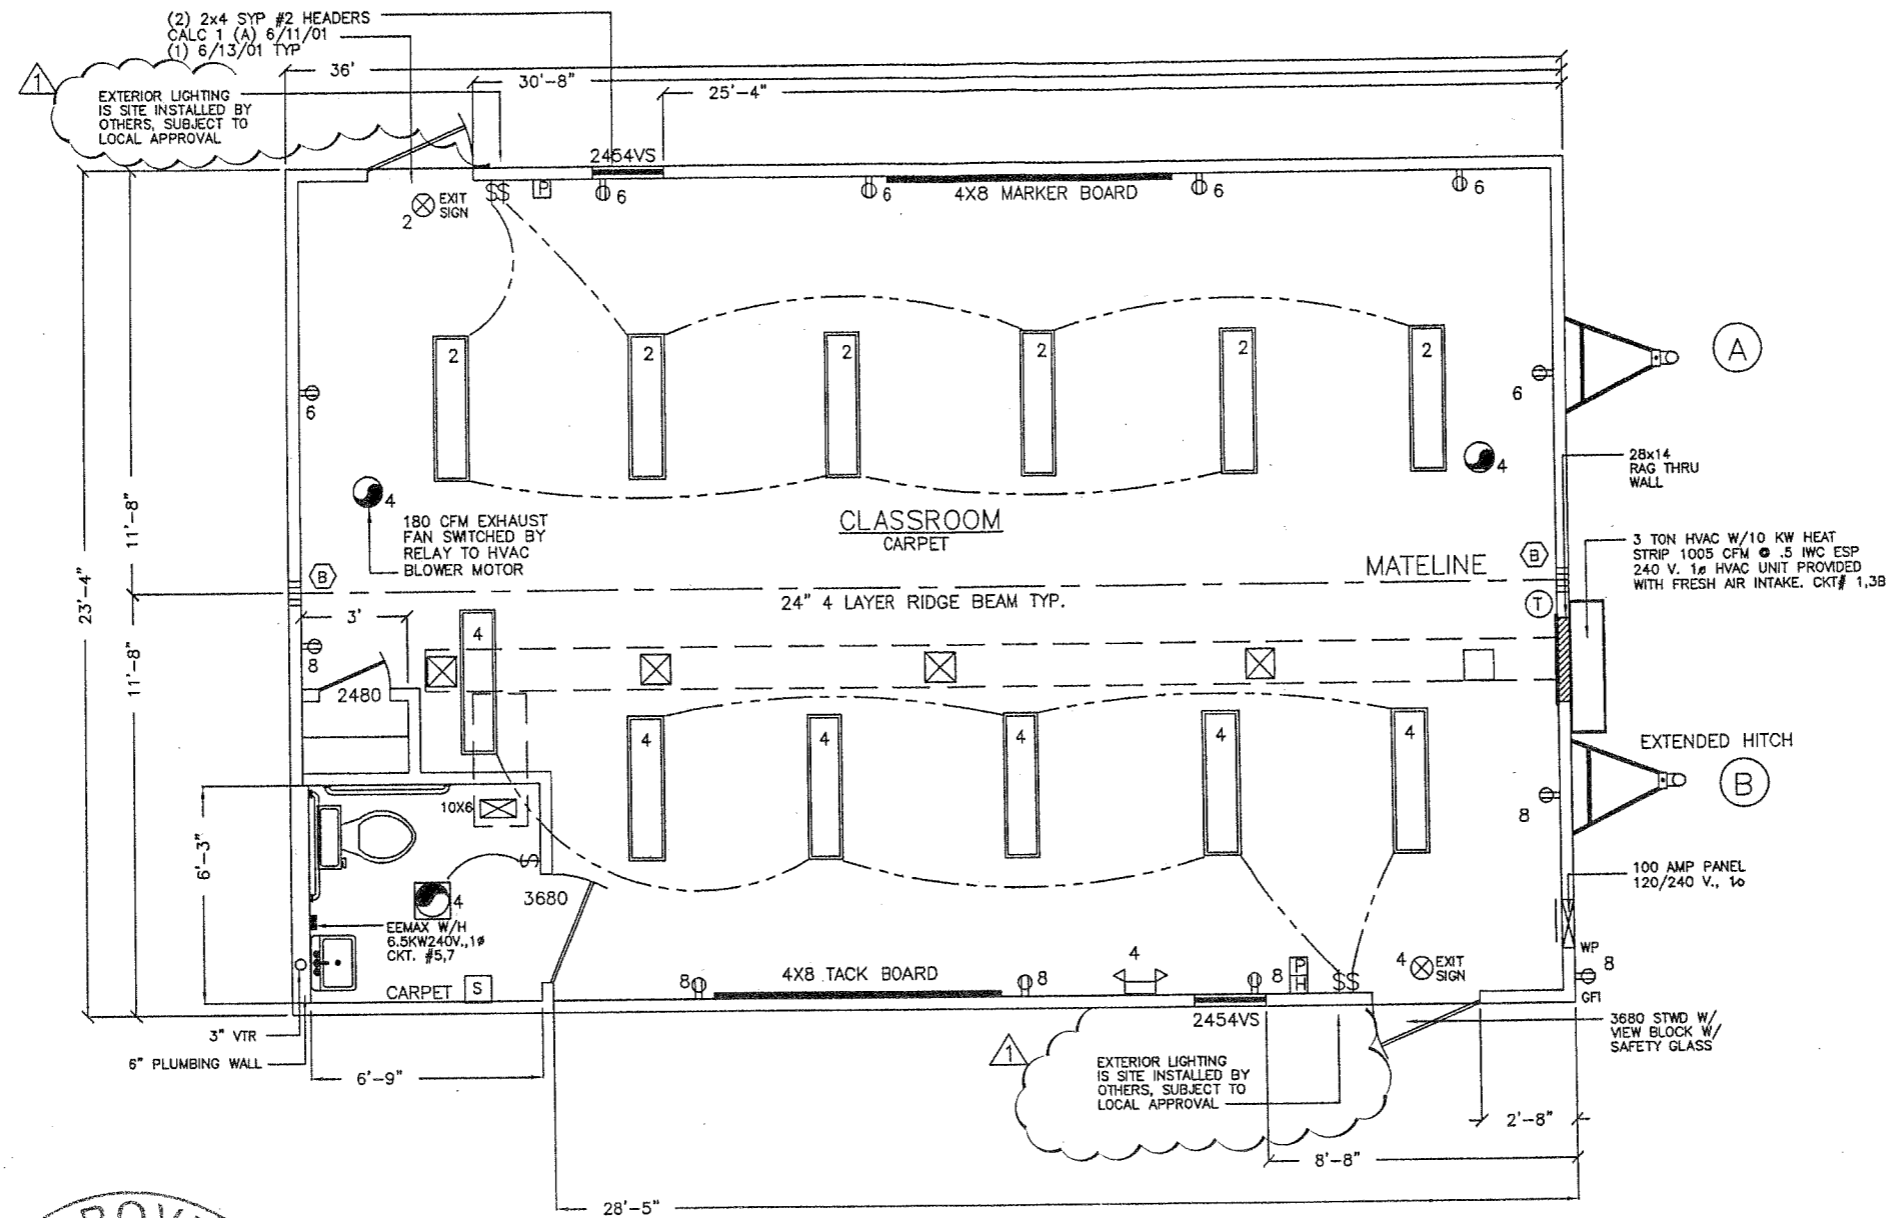 (2) 2x4 SYP #2 HEADERS
CALC 1 (A) 6/11/01
(1) 6/13/01 TYP
36'
30'-8"
25'-4"
1
EXTERIOR LIGHTING
IS SITE INSTALLED BY
OTHERS, SUBJECT TO
LOCAL APPROVAL
2454VS
2
EXIT
SIGN
$$
P
6
6
4X8 MARKER BOARD
6
6
2
2
2
2
2
2
A
6
6
4
4
28x14
RAG THRU
WALL
180 CFM EXHAUST
FAN SWITCHED BY
RELAY TO HVAC
BLOWER MOTOR
CLASSROOM
CARPET
3 TON HVAC W/10 KW HEAT
STRIP 1005 CFM @ .5 IWC ESP
240 V. 1ø HVAC UNIT PROVIDED
WITH FRESH AIR INTAKE. CKT# 1,3B
11'-8"
23'-4"
11'-8"
B
MATELINE
B
24" 4 LAYER RIDGE BEAM TYP.
T
3'
4
8
2480
4
4
4
4
4
EXTENDED HITCH
B
8
10X6
6'-3"
S
4
3680
100 AMP PANEL
120/240 V., 1ø
EEMAX W/H
6.5KW240V.,1ø
CKT. #5,7
WP
8
GFI
CARPET
S
8
4X8 TACK BOARD
8
4
8
P
H
$$
4
EXIT
SIGN
2454VS
3" VTR
6" PLUMBING WALL
6'-9"
1
EXTERIOR LIGHTING
IS SITE INSTALLED BY
OTHERS, SUBJECT TO
LOCAL APPROVAL
3680 STWD W/
VIEW BLOCK W/
SAFETY GLASS
2'-8"
8'-8"
28'-5"